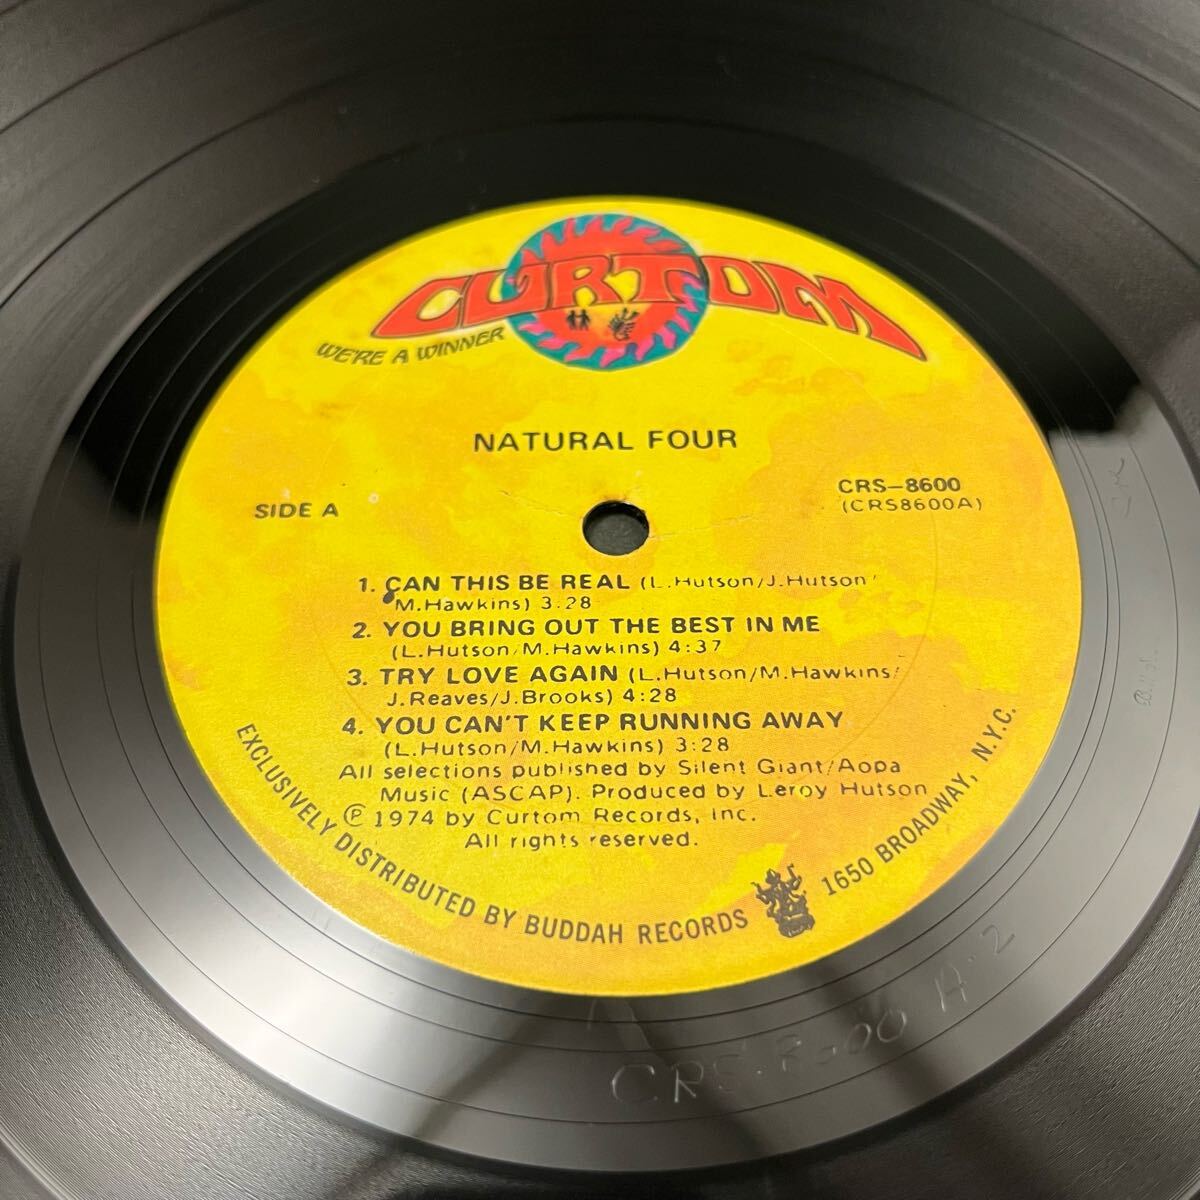 CURTOM
WE'RE A WINNER
NATURAL FOUR
SIDE A
CRS-8600
(CRS8600A)
1. CAN THIS BE REAL (L. Hutson/J. Hutson/
M. Hawkins) 3:28
2. YOU BRING OUT THE BEST IN ME
(L. Hutson/M. Hawkins) 4:37
3. TRY LOVE AGAIN (L. Hutson/M. Hawkins/
J. Reaves/J. Brooks) 4:28
4. YOU CAN'T KEEP RUNNING AWAY
(L. Hutson/M. Hawkins) 3:28
All selections published by Silent Giant/Aopa
Music (ASCAP). Produced by Leroy Hutson
℗ 1974 by Curtom Records, Inc.
All rights reserved.
EXCLUSIVELY DISTRIBUTED BY BUDDAH RECORDS 1650 BROADWAY, N.Y.C.
A-2